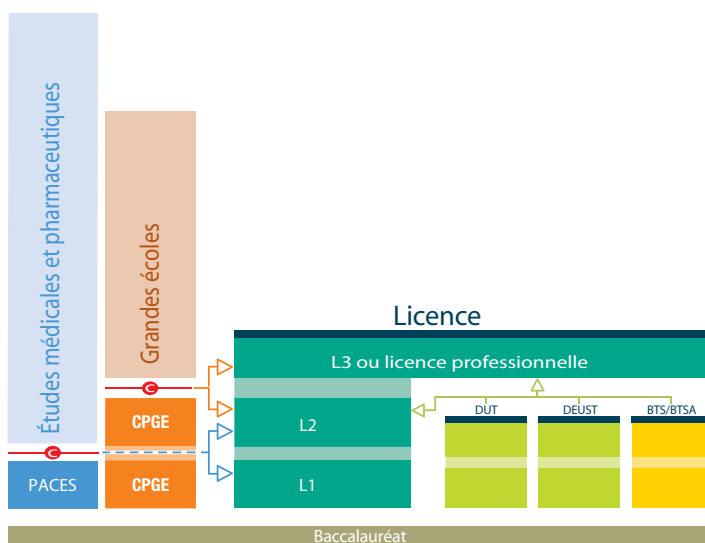 Études médicales et pharmaceutiques
Grandes écoles
Licence
L3 ou licence professionnelle
C
CPGE
L2
DUT
DEUST
BTS/BTSA
C
PACES
CPGE
L1
Baccalauréat